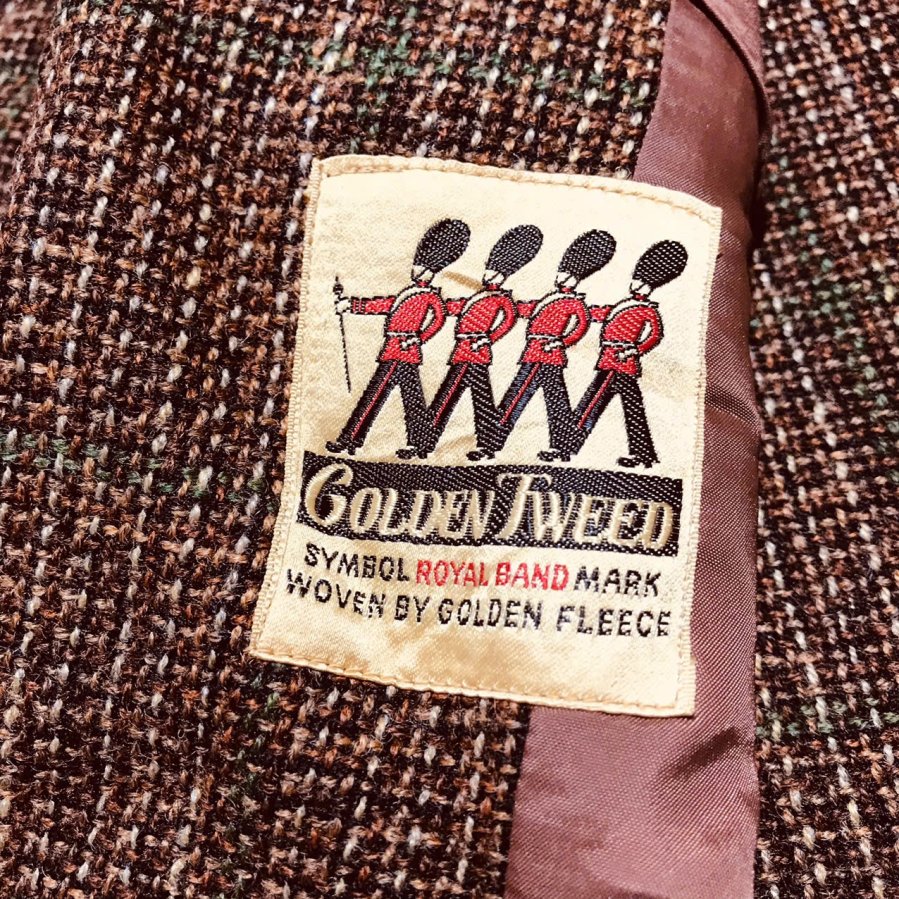 GOLDEN TWEED
SYMBOL ROYAL BAND MARK
WOVEN BY GOLDEN FLEECE